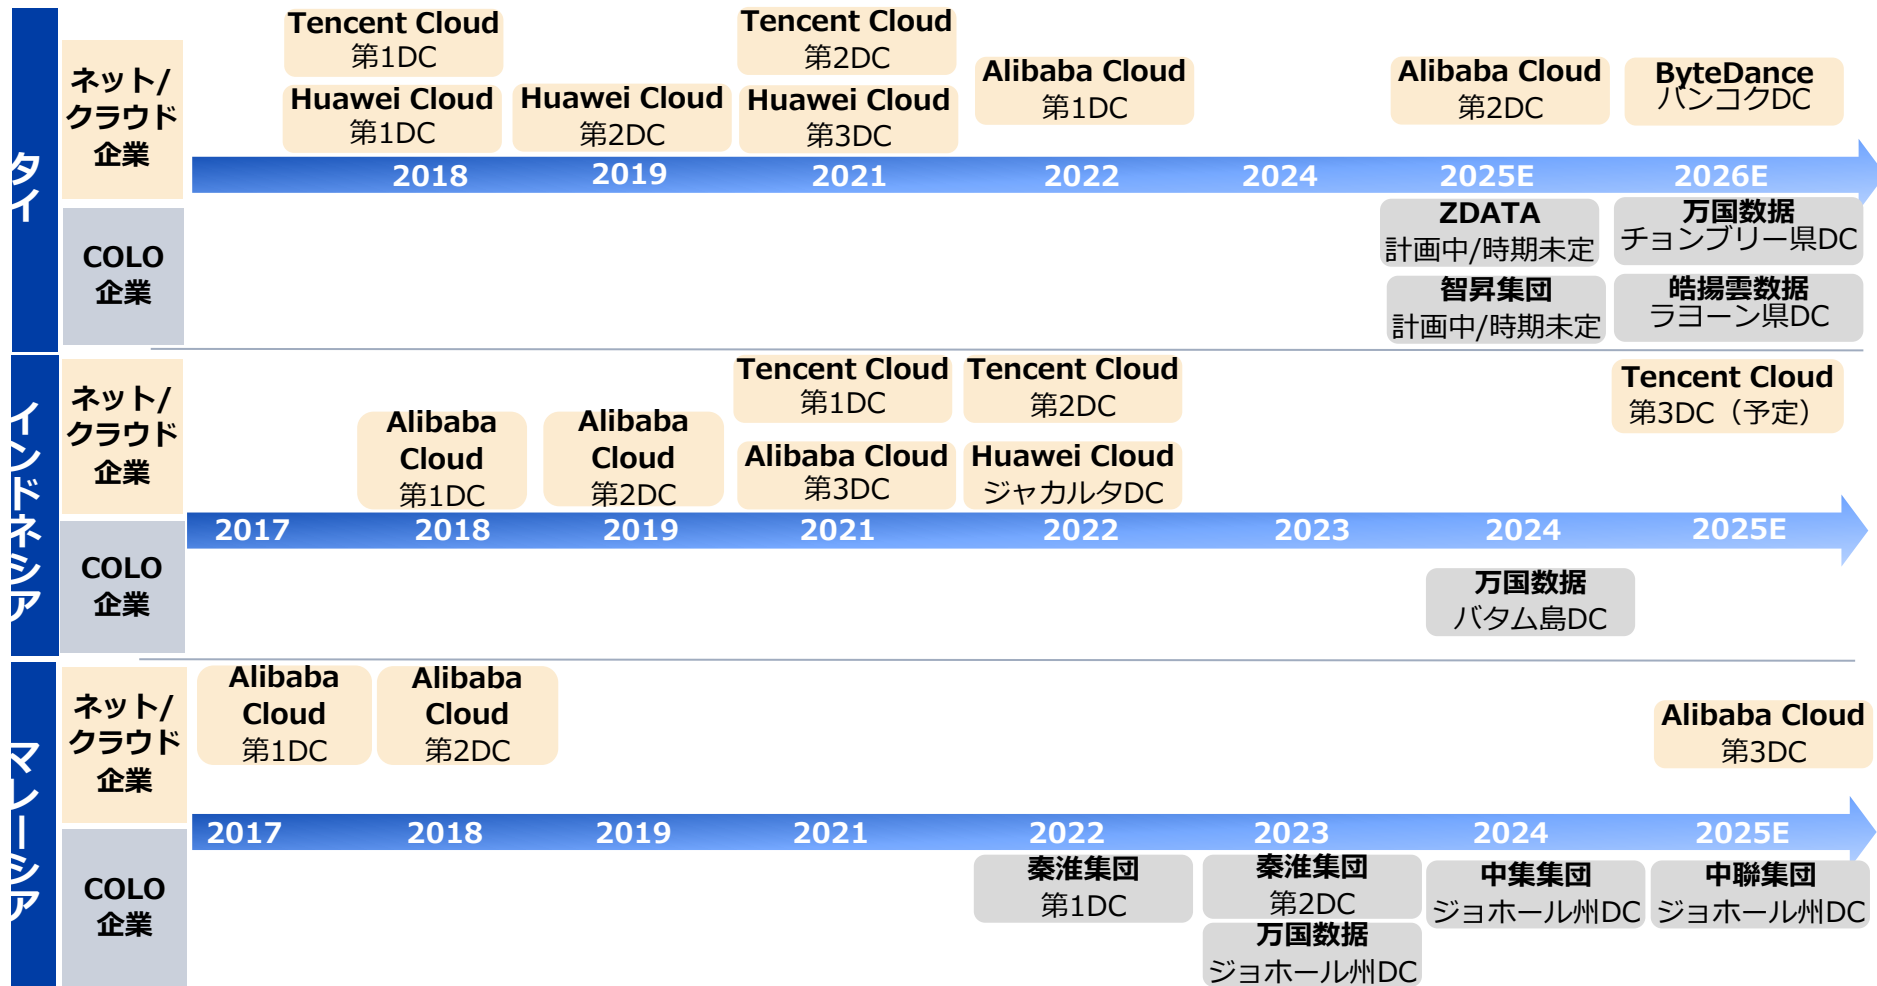 タイ
ネット/
クラウド
企業
Tencent Cloud
第1DC
Huawei Cloud
第1DC
Huawei Cloud
第2DC
Tencent Cloud
第2DC
Huawei Cloud
第3DC
Alibaba Cloud
第1DC
Alibaba Cloud
第2DC
ByteDance
バンコクDC
2018
2019
2021
2022
2024
2025E
2026E
COLO
企業
ZDATA
計画中/時期未定
智昇集団
計画中/時期未定
万国数据
チョンブリー県DC
皓揚雲数据
ラヨーン県DC
インドネシア
ネット/
クラウド
企業
Alibaba
Cloud
第1DC
Alibaba
Cloud
第2DC
Tencent Cloud
第1DC
Alibaba Cloud
第3DC
Tencent Cloud
第2DC
Huawei Cloud
ジャカルタDC
Tencent Cloud
第3DC（予定）
2017
2018
2019
2021
2022
2023
2024
2025E
COLO
企業
万国数据
バタム島DC
マレーシア
ネット/
クラウド
企業
Alibaba
Cloud
第1DC
Alibaba
Cloud
第2DC
Alibaba Cloud
第3DC
2017
2018
2019
2021
2022
2023
2024
2025E
COLO
企業
秦淮集団
第1DC
秦淮集団
第2DC
万国数据
ジョホール州DC
中集集団
ジョホール州DC
中聯集団
ジョホール州DC